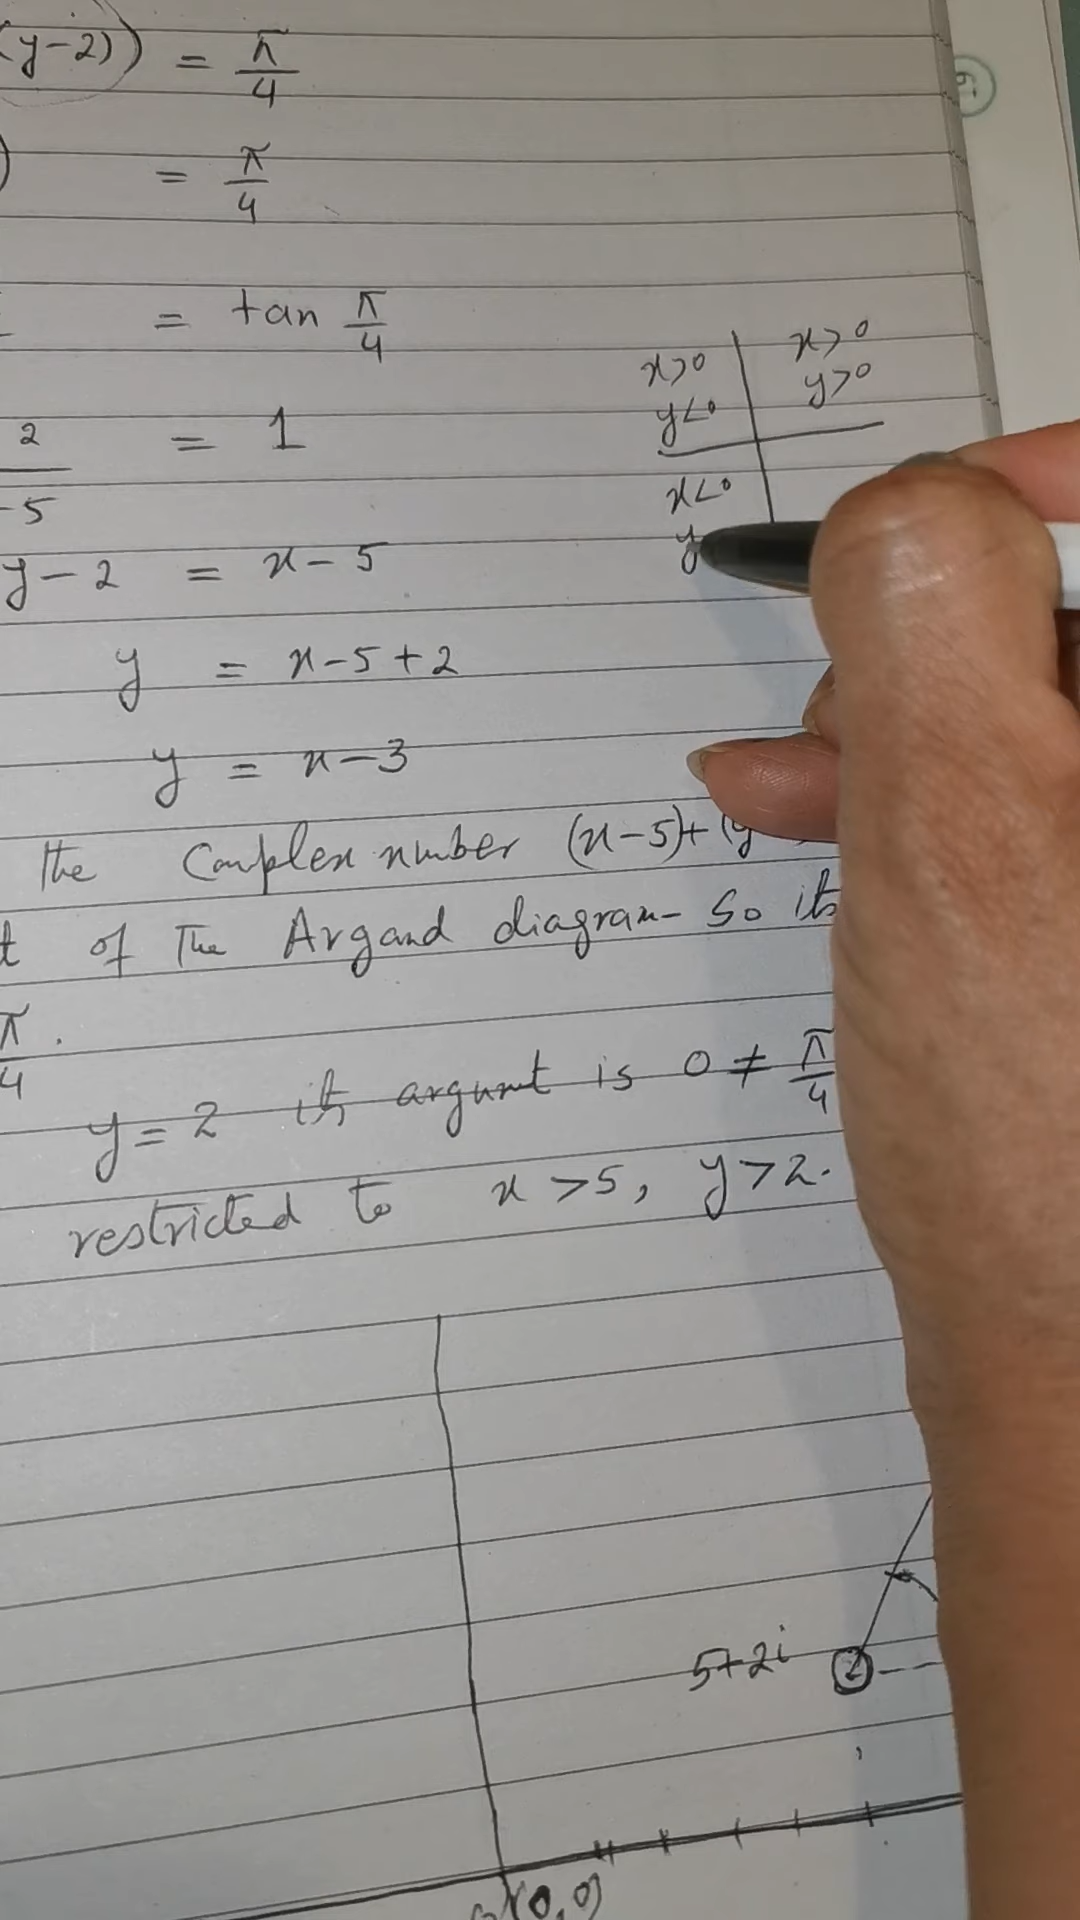 (y-2)) = π/4
) = π/4
= tan π/4
2/-5 = 1
y-2 = x-5
y = x-5+2
y = x-3
x>0
y<0
x>0
y>0
x<0
y
the Complex number (x-5)+(y
t of The Argand diagram- So its
π/4 .
y=2 its argumt is 0 ≠ π/4
restricted to x >5, y>2.
5+2i
(0,0)